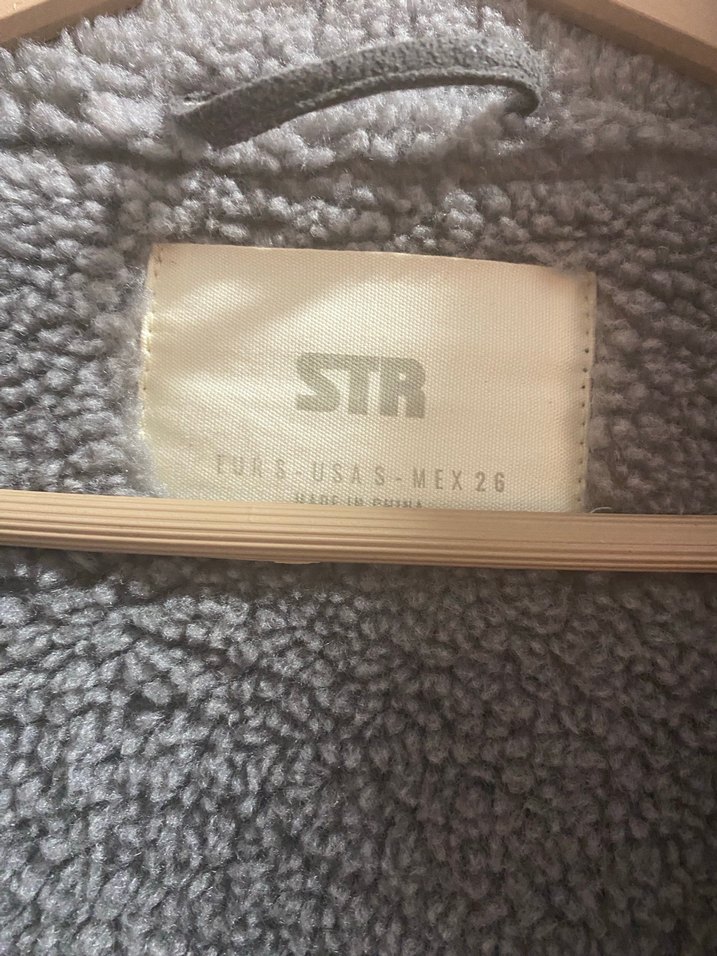 STR
EUR S - USA S - MEX 26
MADE IN CHINA